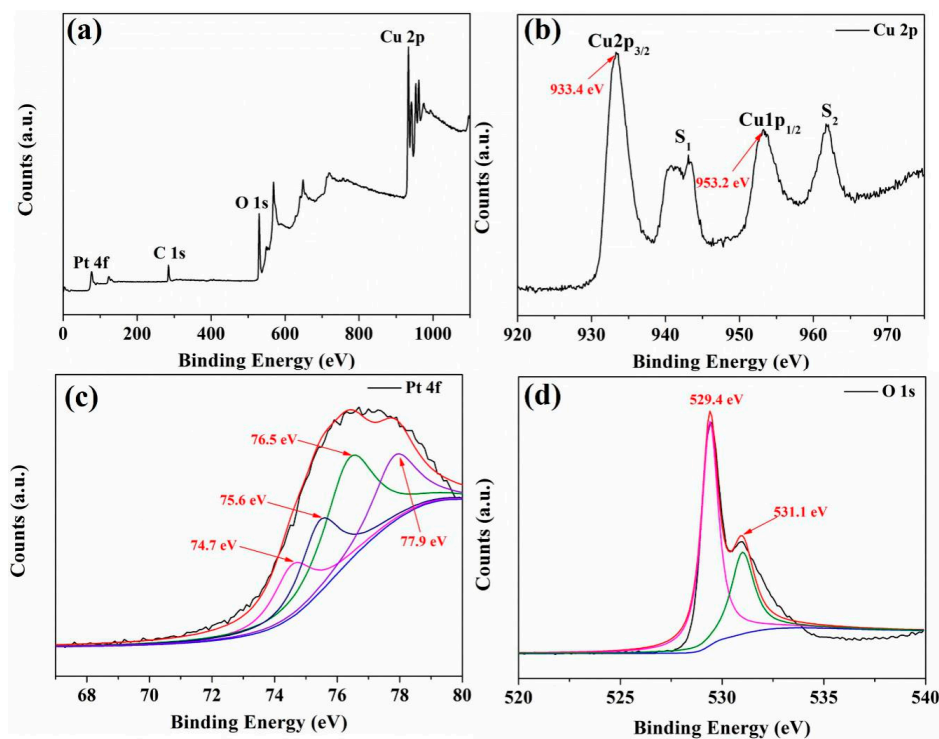 (a)
Cu 2p
O 1s
C 1s
Pt 4f
Counts (a.u.)
0 200 400 600 800 1000
Binding Energy (eV)
(b)
Cu 2p
Cu2p3/2
933.4 eV
S1
Cu1p1/2
953.2 eV
S2
Counts (a.u.)
920 930 940 950 960 970
Binding Energy (eV)
(c)
Pt 4f
76.5 eV
75.6 eV
74.7 eV
77.9 eV
Counts (a.u.)
68 70 72 74 76 78 80
Binding Energy (eV)
(d)
O 1s
529.4 eV
531.1 eV
Counts (a.u.)
520 525 530 535 540
Binding Energy (eV)